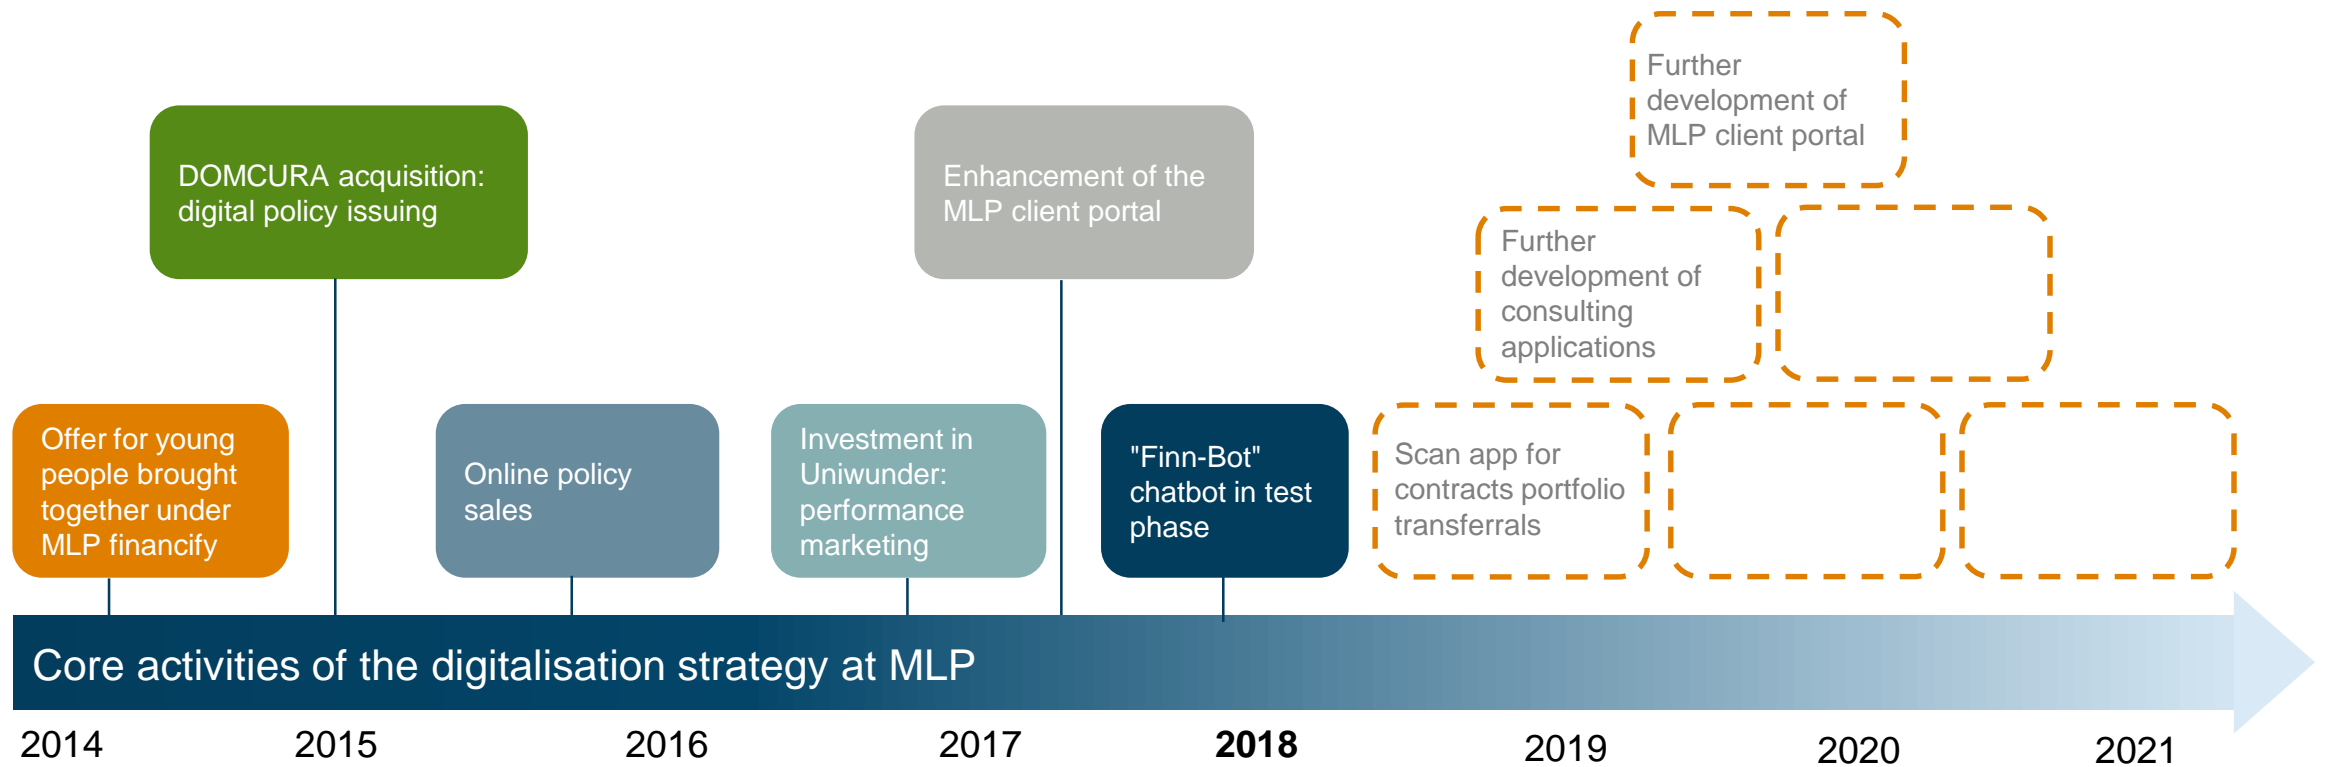 Further
development of
MLP client portal
DOMCURA acquisition:
digital policy issuing
Enhancement of the
MLP client portal
Further
development of
consulting
applications
Offer for young
people brought
together under
MLP financify
Online policy
sales
Investment in
Uniwunder:
performance
marketing
"Finn-Bot"
chatbot in test
phase
Scan app for
contracts portfolio
transferrals
Core activities of the digitalisation strategy at MLP
2014 2015 2016 2017 2018 2019 2020 2021